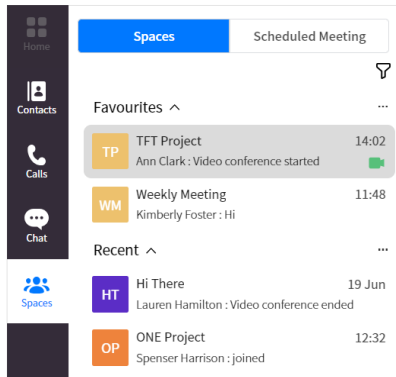 Home
Contacts
Calls
Chat
Spaces
Spaces
Scheduled Meeting
Favourites
...
TP
TFT Project
14:02
Ann Clark : Video conference started
WM
Weekly Meeting
11:48
Kimberly Foster : Hi
Recent
...
HT
Hi There
19 Jun
Lauren Hamilton : Video conference ended
OP
ONE Project
12:32
Spenser Harrison : joined